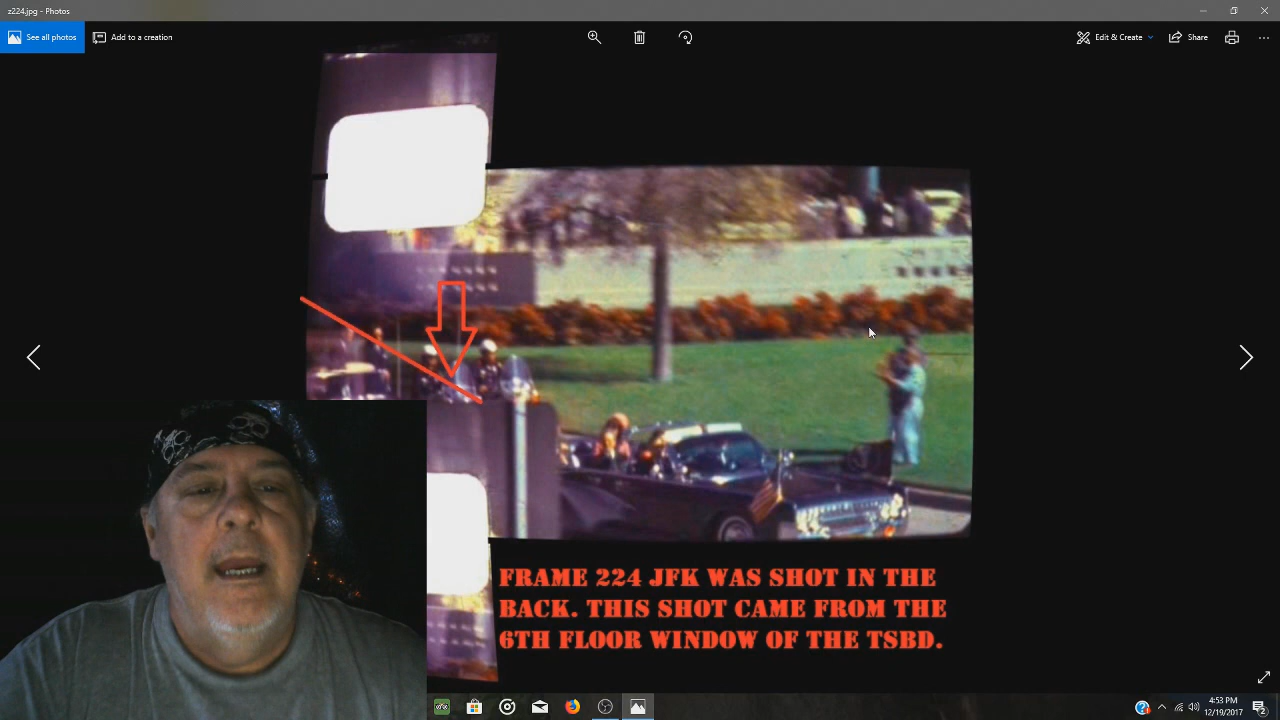 z224.jpg - Photos
See all photos
Add to a creation
Edit & Create
Share
FRAME 224 JFK WAS SHOT IN THE
BACK. THIS SHOT CAME FROM THE
6TH FLOOR WINDOW OF THE TSBD.
4:53 PM
12/19/2017